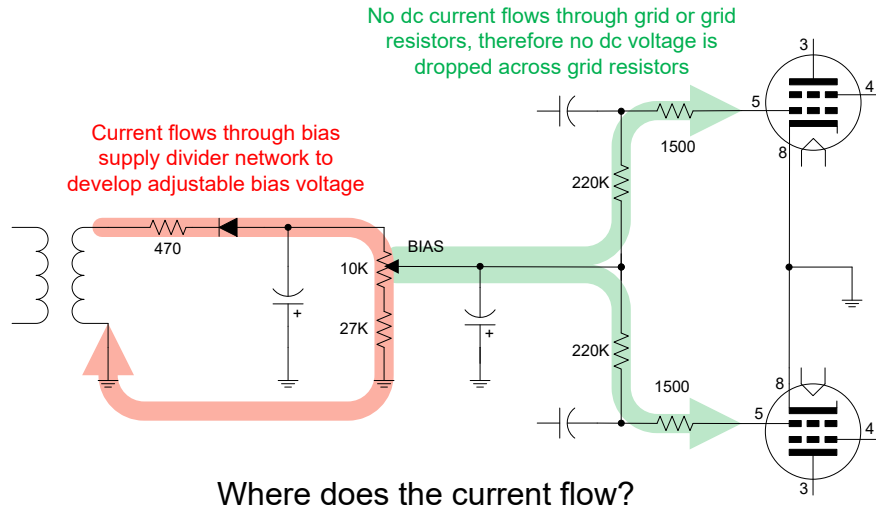 No dc current flows through grid or grid
resistors, therefore no dc voltage is
dropped across grid resistors
3
4
5
1500
8
Current flows through bias
supply divider network to
develop adjustable bias voltage
220K
470
BIAS
10K
+
27K
+
220K
1500
8
5
4
3
Where does the current flow?